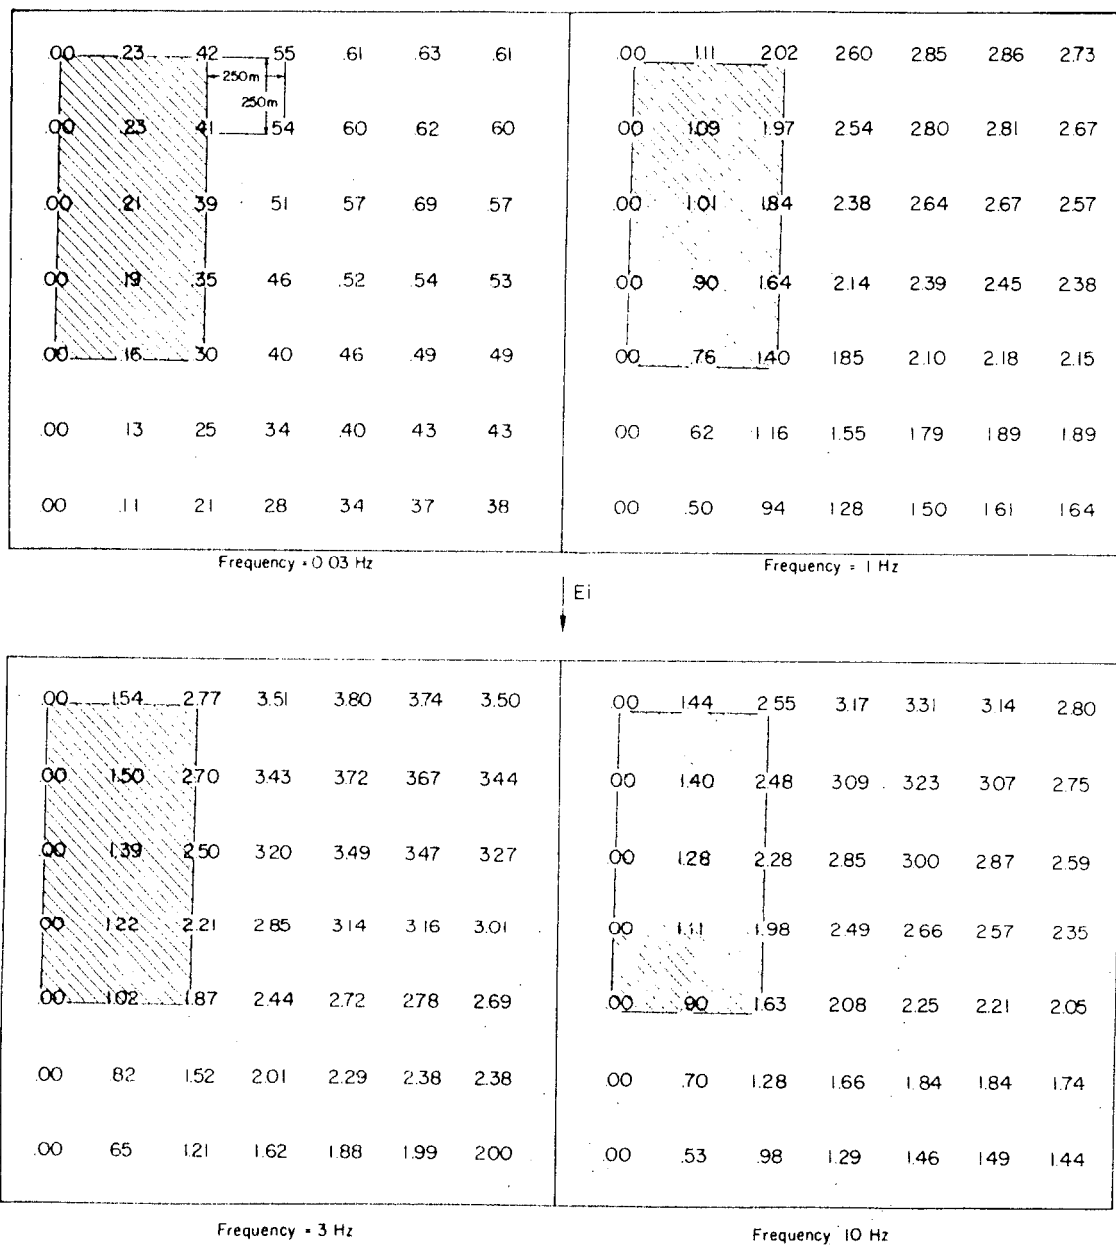 .00 .23 .42 .55 .61 .63 .61
250m
250m
.00 .23 .41 54 60 .62 60
.00 .21 .39 51 57 .69 .57
.00 .19 .35 46 .52 .54 53
.00 .16 30 40 46 .49 49
.00 13 25 34 .40 43 43
.00 .11 21 28 34 37 38
Frequency = 0 03 Hz
.00 1.11 2.02 2.60 2.85 2.86 2.73
.00 1.09 1.97 2.54 2.80 2.81 2.67
.00 1.01 1.84 2.38 2.64 2.67 2.57
.00 .90 1.64 2.14 2.39 2.45 2.38
.00 .76 1.40 1.85 2.10 2.18 2.15
00 62 1 16 1.55 1.79 1.89 1.89
00 .50 94 1.28 1.50 1.61 1.64
Frequency = 1 Hz
Ei
.00 1.54 2.77 3.51 3.80 3.74 3.50
.00 1.50 2.70 3.43 3.72 3.67 3.44
.00 1.39 2.50 3.20 3.49 3.47 3.27
.00 1.22 2.21 2.85 3.14 3.16 3.01
.00 1.02 1.87 2.44 2.72 2.78 2.69
.00 .82 1.52 2.01 2.29 2.38 2.38
.00 65 1.21 1.62 1.88 1.99 2.00
Frequency = 3 Hz
.00 1.44 2.55 3.17 3.31 3.14 2.80
.00 1.40 2.48 3.09 3.23 3.07 2.75
.00 1.28 2.28 2.85 3.00 2.87 2.59
.00 1.11 1.98 2.49 2.66 2.57 2.35
.00 .90 1.63 2.08 2.25 2.21 2.05
.00 .70 1.28 1.66 1.84 1.84 1.74
.00 .53 .98 1.29 1.46 1.49 1.44
Frequency 10 Hz